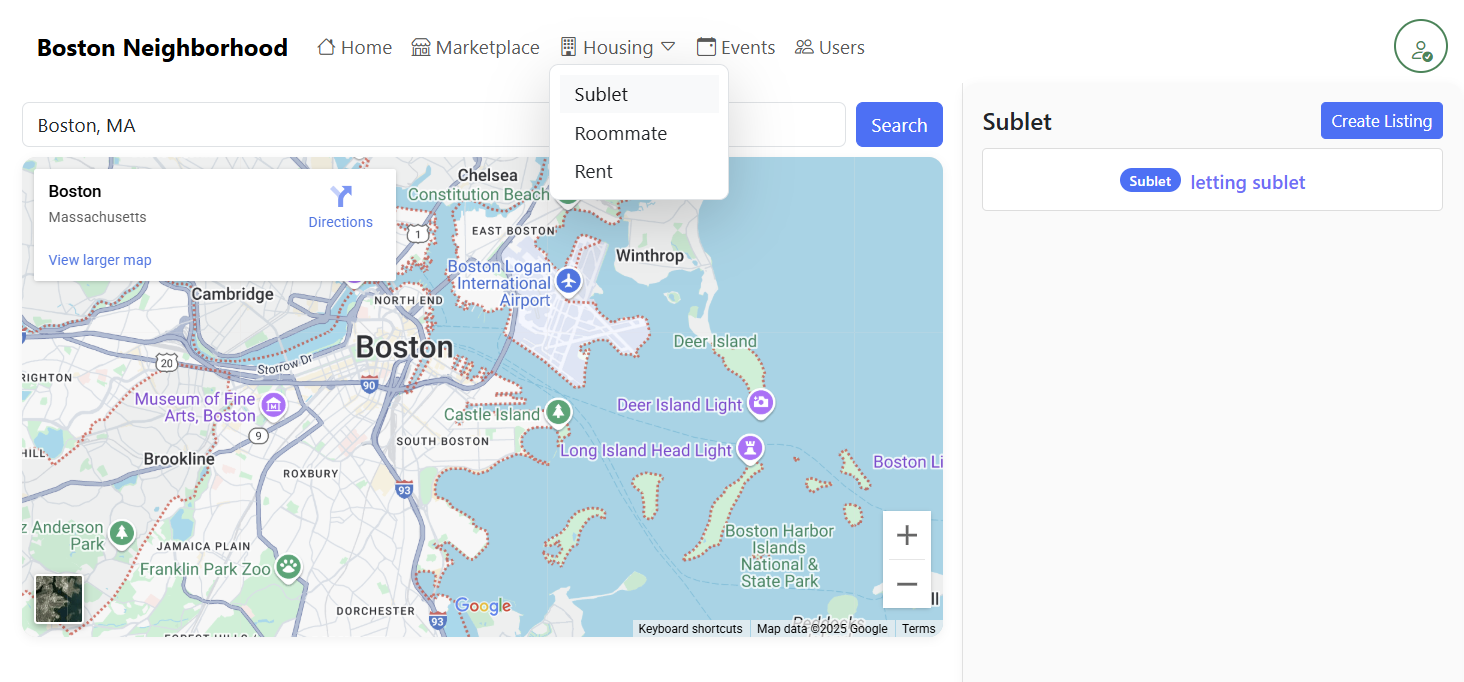 Boston Neighborhood
Home
Marketplace
Housing
Events
Users
Sublet
Roommate
Rent
Boston, MA
Search
Sublet
Create Listing
Sublet letting sublet
Boston
Massachusetts
Directions
View larger map
Chelsea
Constitution Beach
1
EAST BOSTON
Winthrop
Boston Logan
International
Airport
Cambridge
NORTH END
Boston
Deer Island
20
Storrow Dr
90
RIGHTON
Museum of Fine
Arts, Boston
Castle Island
Deer Island Light
9
SOUTH BOSTON
Long Island Head Light
HILL
Brookline
Boston Li
ROXBURY
93
z Anderson
Park
JAMAICA PLAIN
Boston Harbor
Islands
National &
State Park
Franklin Park Zoo
DORCHESTER
Google
93
Keyboard shortcuts
Map data ©2025 Google
Terms